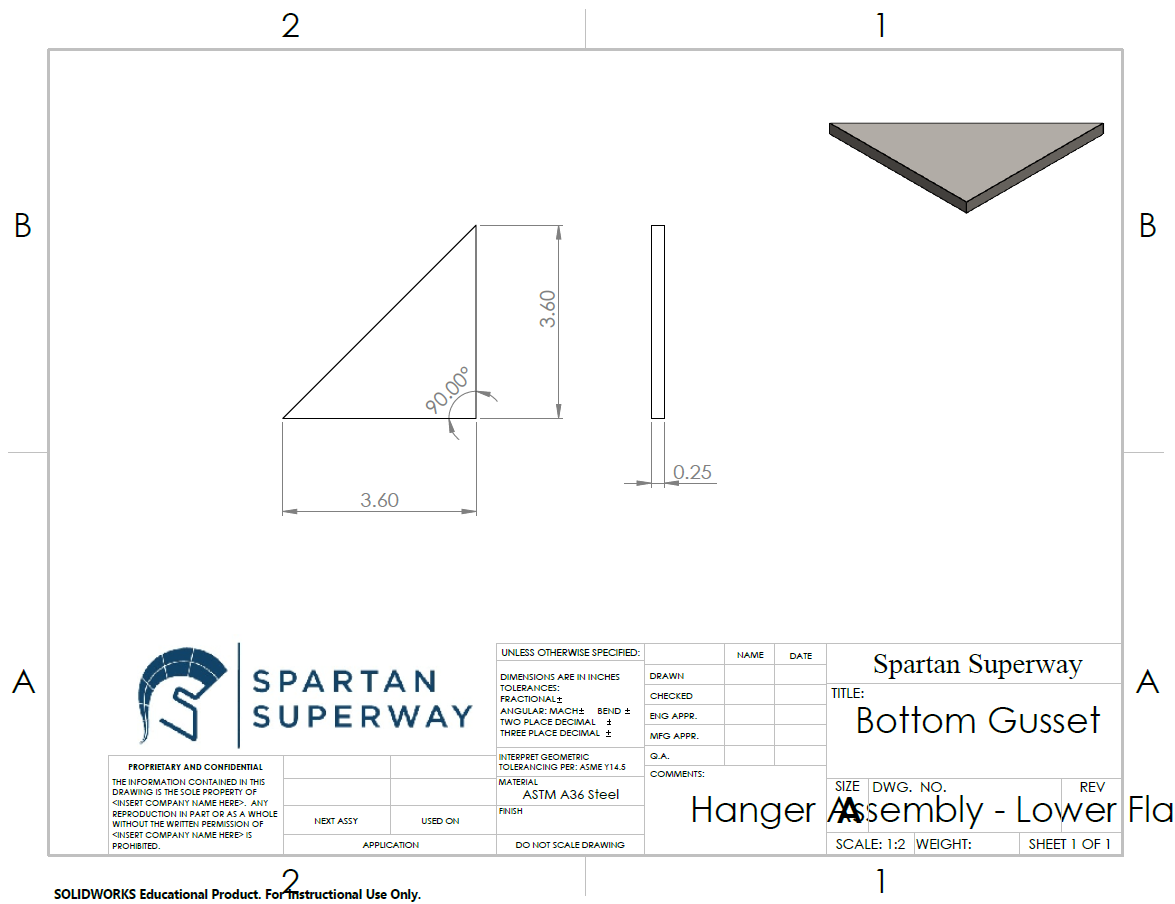 2
1
B
B
3.60
90.00°
0.25
3.60
A
A
SPARTAN
SUPERWAY
UNLESS OTHERWISE SPECIFIED:
DIMENSIONS ARE IN INCHES
TOLERANCES:
FRACTIONAL±
ANGULAR: MACH± BEND ±
TWO PLACE DECIMAL ±
THREE PLACE DECIMAL ±
INTERPRET GEOMETRIC
TOLERANCING PER: ASME Y14.5
MATERIAL
ASTM A36 Steel
FINISH
DO NOT SCALE DRAWING
NAME
DATE
DRAWN
CHECKED
ENG APPR.
MFG APPR.
Q.A.
COMMENTS:
Spartan Superway
TITLE:
Bottom Gusset
SIZE
DWG. NO.
REV
A
Hanger Assembly - Lower Fla
SCALE: 1:2
WEIGHT:
SHEET 1 OF 1
PROPRIETARY AND CONFIDENTIAL
THE INFORMATION CONTAINED IN THIS
DRAWING IS THE SOLE PROPERTY OF
<INSERT COMPANY NAME HERE>. ANY
REPRODUCTION IN PART OR AS A WHOLE
WITHOUT THE WRITTEN PERMISSION OF
<INSERT COMPANY NAME HERE> IS
PROHIBITED.
NEXT ASSY
USED ON
APPLICATION
2
1
SOLIDWORKS Educational Product. For Instructional Use Only.